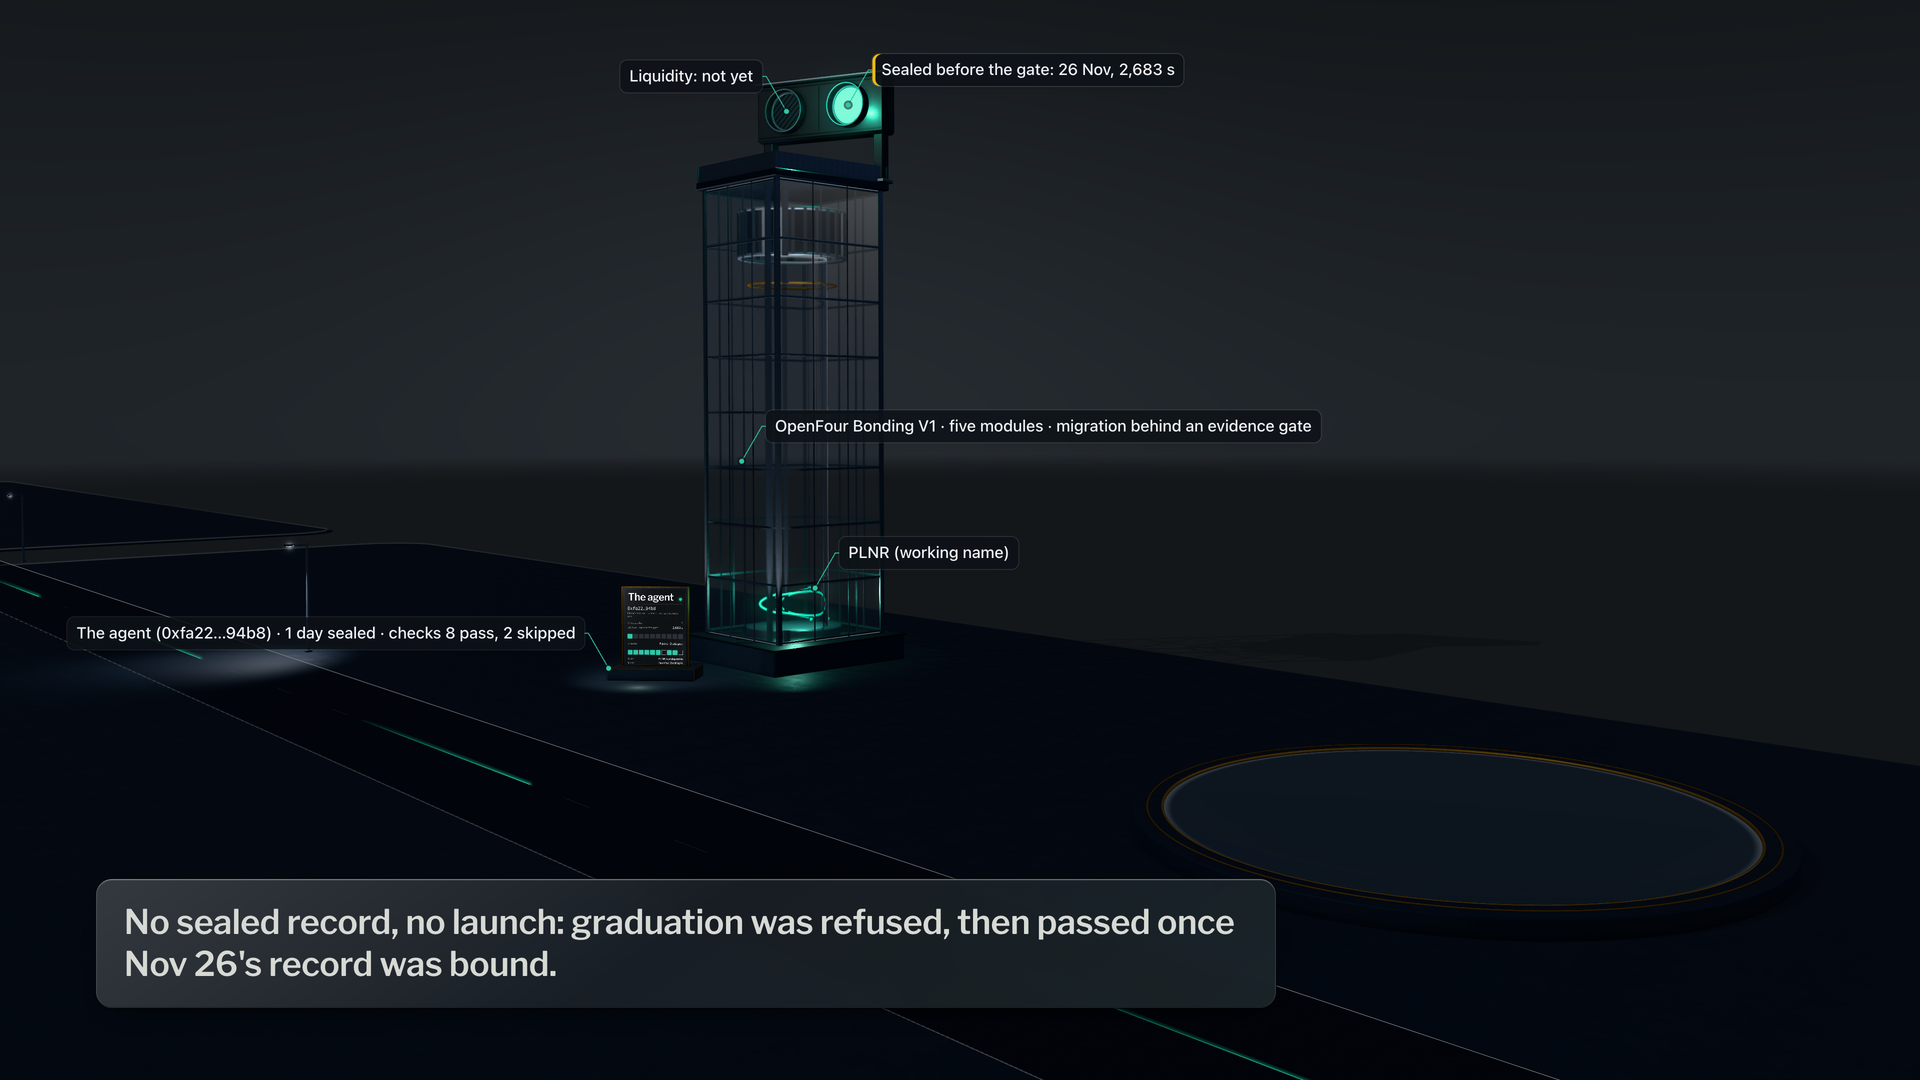 Liquidity: not yet
Sealed before the gate: 26 Nov, 2,683 s
OpenFour Bonding V1 · five modules · migration behind an evidence gate
PLNR (working name)
The agent
0xfa22…94b8
The agent (0xfa22…94b8) · 1 day sealed · checks 8 pass, 2 skipped
No sealed record, no launch: graduation was refused, then passed once
Nov 26's record was bound.